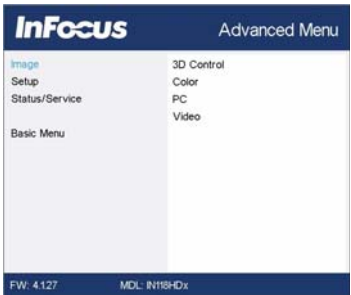 InFocus
Advanced Menu
Image
Setup
Status/Service
Basic Menu
3D Control
Color
PC
Video
FW: 4.127
MDL: IN118HDx